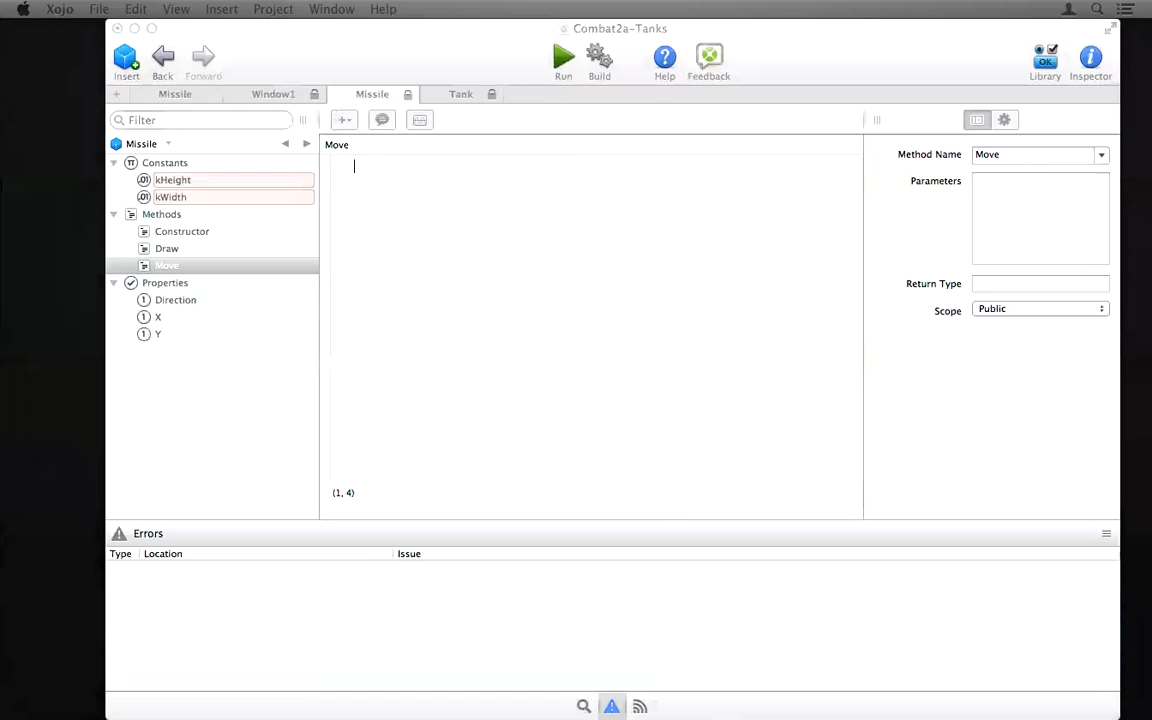 Xojo File Edit View Insert Project Window Help
Combat2a-Tanks
OK
Insert Back Forward Run Build Help Feedback Library Inspector
Missile Window1 Missile Tank
Filter
Missile
Move
Constants
kHeight
kWidth
Methods
Constructor
Draw
Move
Properties
Direction
X
Y
(1, 4)
Method Name Move
Parameters
Return Type
Scope Public
Errors
Type Location Issue